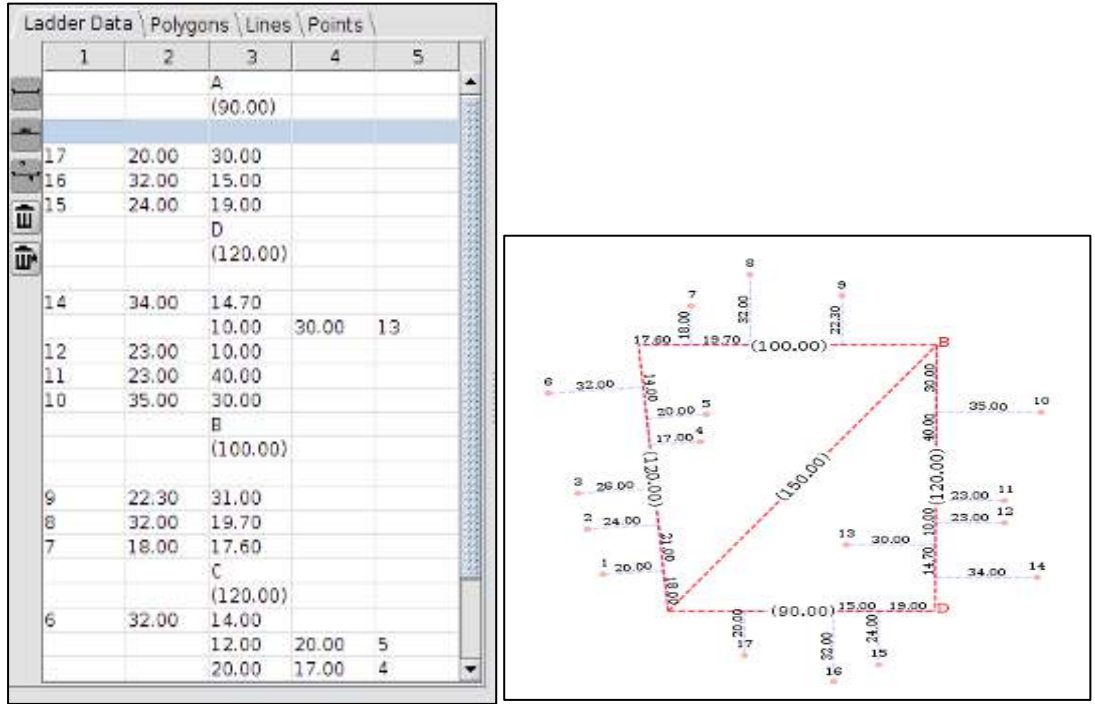 Ladder Data Polygons Lines Points
1 2 3 4 5
A
(90.00)
17 20.00 30.00
16 32.00 15.00
15 24.00 19.00
D
(120.00)
14 34.00 14.70
10.00 30.00 13
12 23.00 10.00
11 23.00 40.00
10 35.00 30.00
B
(100.00)
9 22.30 31.00
8 32.00 19.70
7 18.00 17.60
C
(120.00)
6 32.00 14.00
12.00 20.00 5
20.00 17.00 4
8
7 9
18.00 32.00 22.30
17.60 19.70 (100.00) B
6 32.00 14.00 30.00
20.00 5 35.00 10
17.00 4 40.00
(120.00) (150.00) (120.00)
3 26.00 23.00 11
2 24.00 10.00 23.00 12
21.00 13 30.00
1 20.00 14.70 34.00 14
18.00
(90.00) 15.00 19.00 D
20.00 32.00 24.00
17 15
16